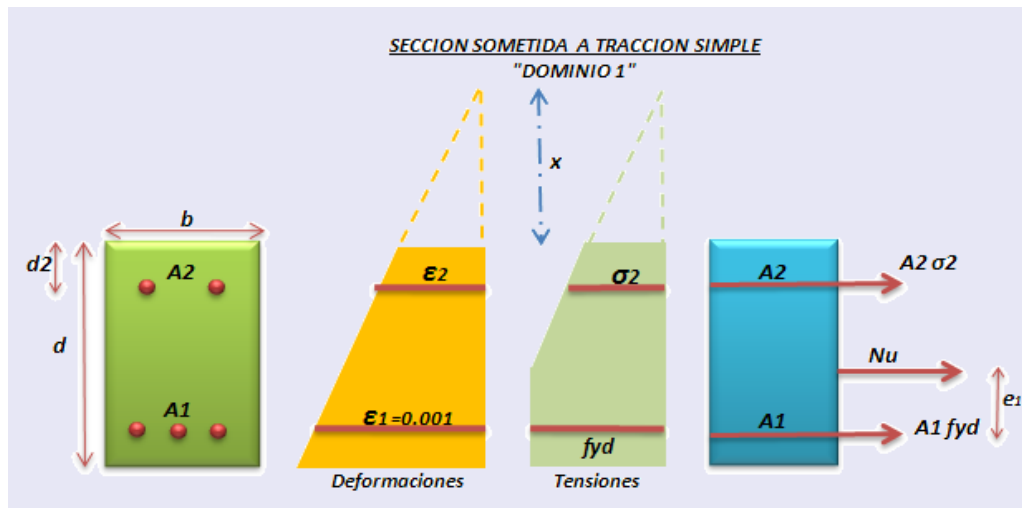 SECCION SOMETIDA A TRACCION SIMPLE
"DOMINIO 1"
x
b
d2
d
A2
A1
ε2
ε1 =0.001
Deformaciones
σ2
fyd
Tensiones
A2
A2 σ2
Nu
e1
A1
A1 fyd